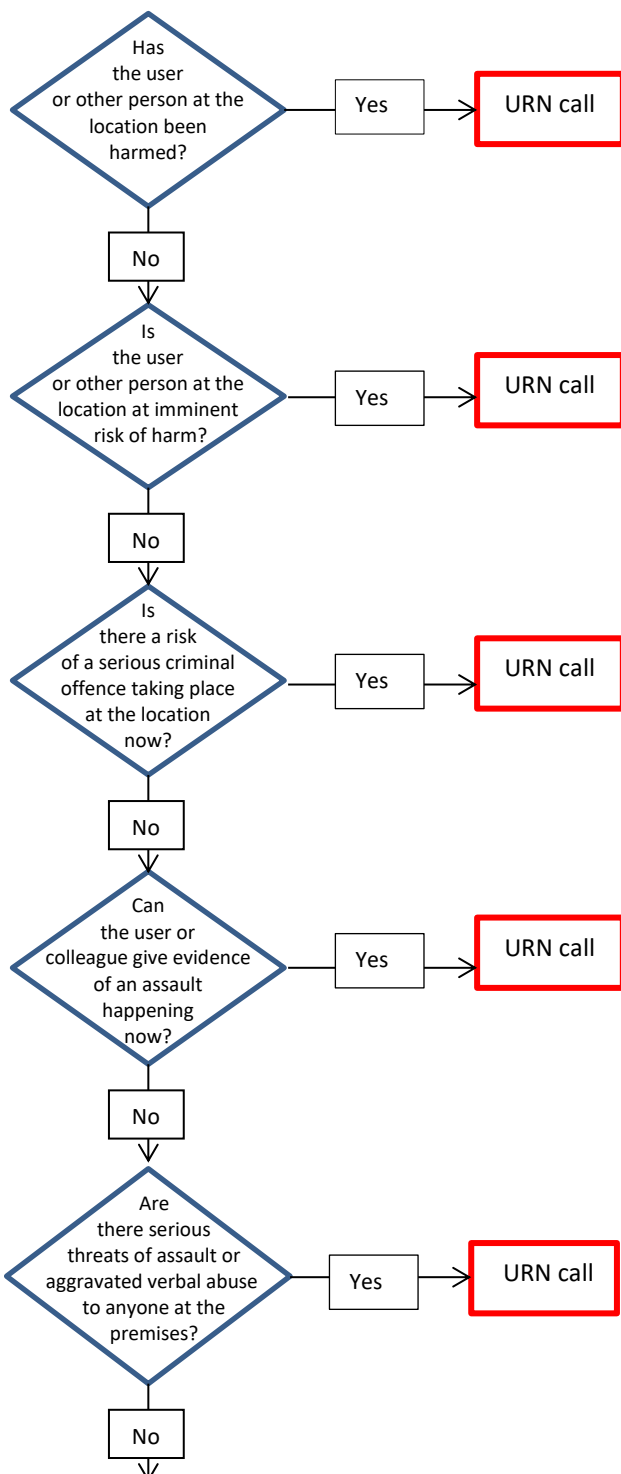 Has
the user
or other person at the
location been
harmed?
Yes
URN call
No
Is
the user
or other person at the
location at imminent
risk of harm?
Yes
URN call
No
Is
there a risk
of a serious criminal
offence taking place
at the location
now?
Yes
URN call
No
Can
the user or
colleague give evidence
of an assault
happening
now?
Yes
URN call
No
Are
there serious
threats of assault or
aggravated verbal abuse
to anyone at the
premises?
Yes
URN call
No